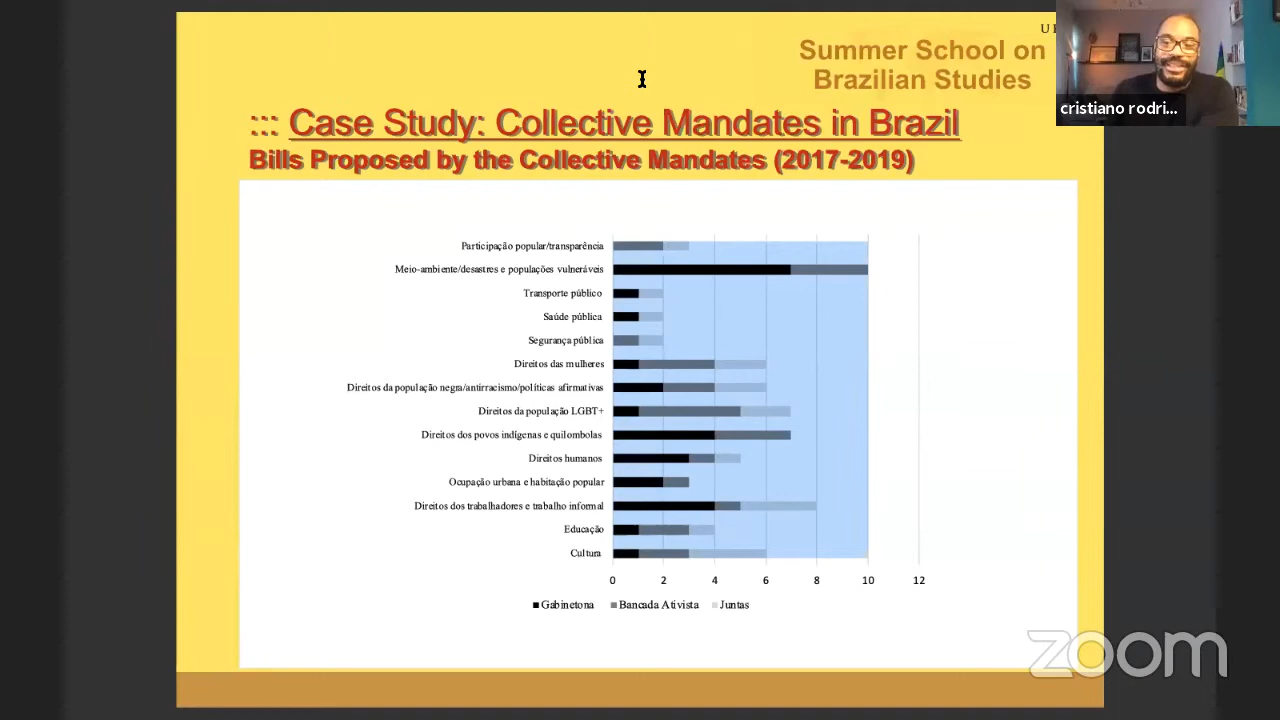 Summer School on
Brazilian Studies
cristiano rodri...
::: Case Study: Collective Mandates in Brazil
Bills Proposed by the Collective Mandates (2017-2019)
Participação popular/transparência
Meio-ambiente/desastres e populações vulneráveis
Transporte público
Saúde pública
Segurança pública
Direitos das mulheres
Direitos da população negra/antirracismo/políticas afirmativas
Direitos da população LGBT+
Direitos dos povos indígenas e quilombolas
Direitos humanos
Ocupação urbana e habitação popular
Direitos dos trabalhadores e trabalho informal
Educação
Cultura
0 2 4 6 8 10 12
Gabinetona Bancada Ativista Juntas
zoom